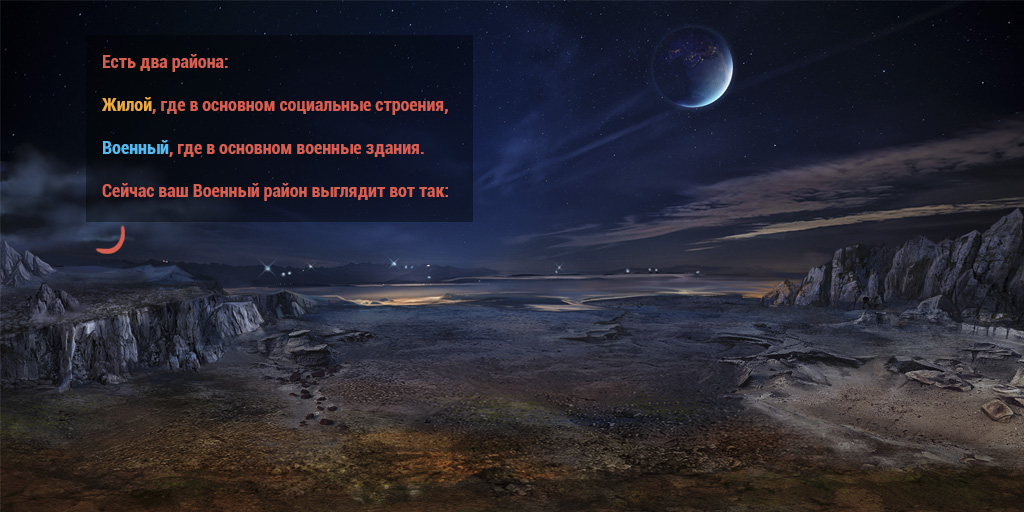 Есть два района:
Жилой, где в основном социальные строения,
Военный, где в основном военные здания.
Сейчас ваш Военный район выглядит вот так: